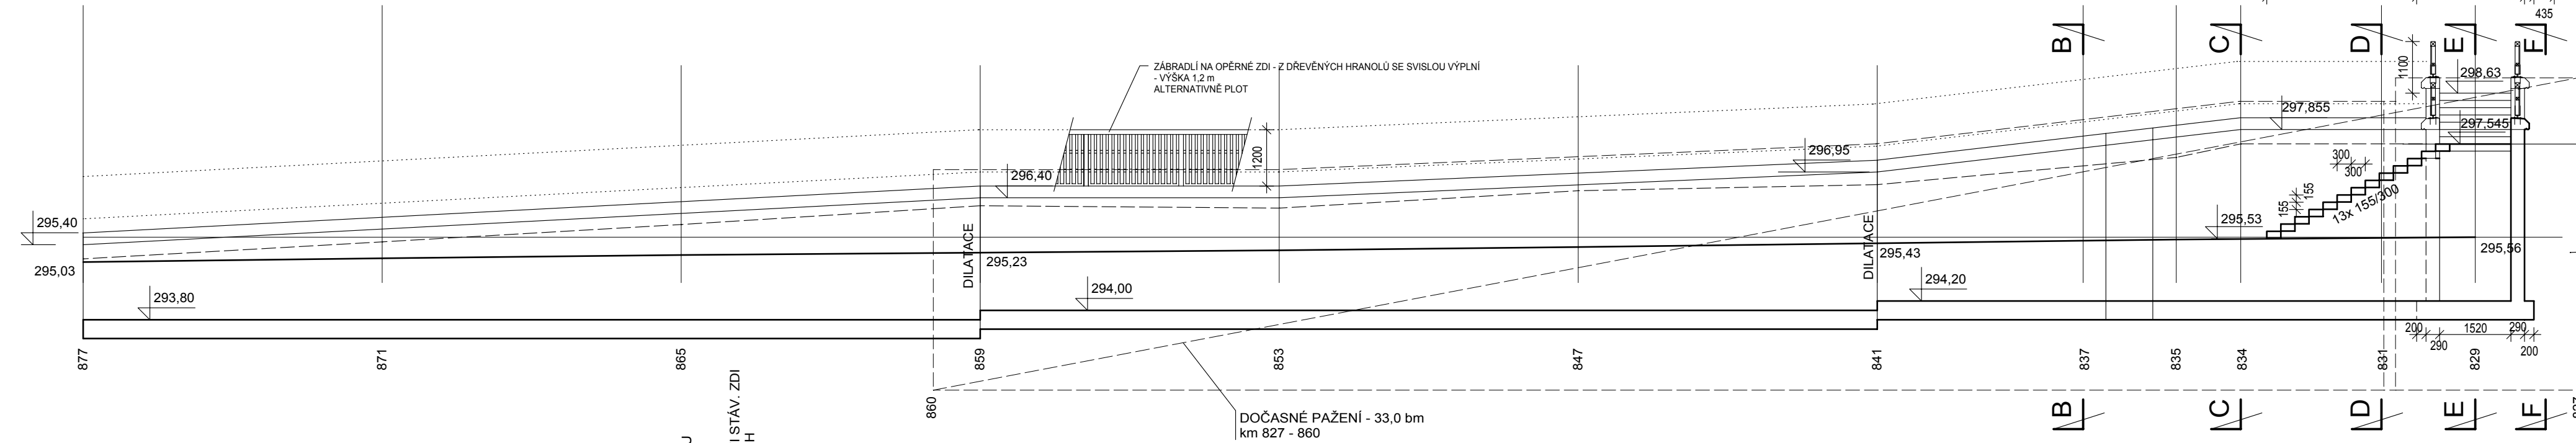 435
B
C
D
E
F
1100
ZÁBRADLÍ NA OPĚRNÉ ZDI - Z DŘEVĚNÝCH HRANOLŮ SE SVISLOU VÝPLNÍ
- VÝŠKA 1,2 m
ALTERNATIVNĚ PLOT
298,63
297,855
297,545
1200
296,95
296,40
300
300
155
155
13x 155/300
295,40
295,53
295,03
DILATACE
295,23
DILATACE
295,43
295,56
293,80
294,00
294,20
200
1520
290
290
200
877
871
865
859
853
847
841
837
835
834
831
829
860
I STÁV. ZDI
H
U
DOČASNÉ PAŽENÍ - 33,0 bm
km 827 - 860
B
C
D
E
F